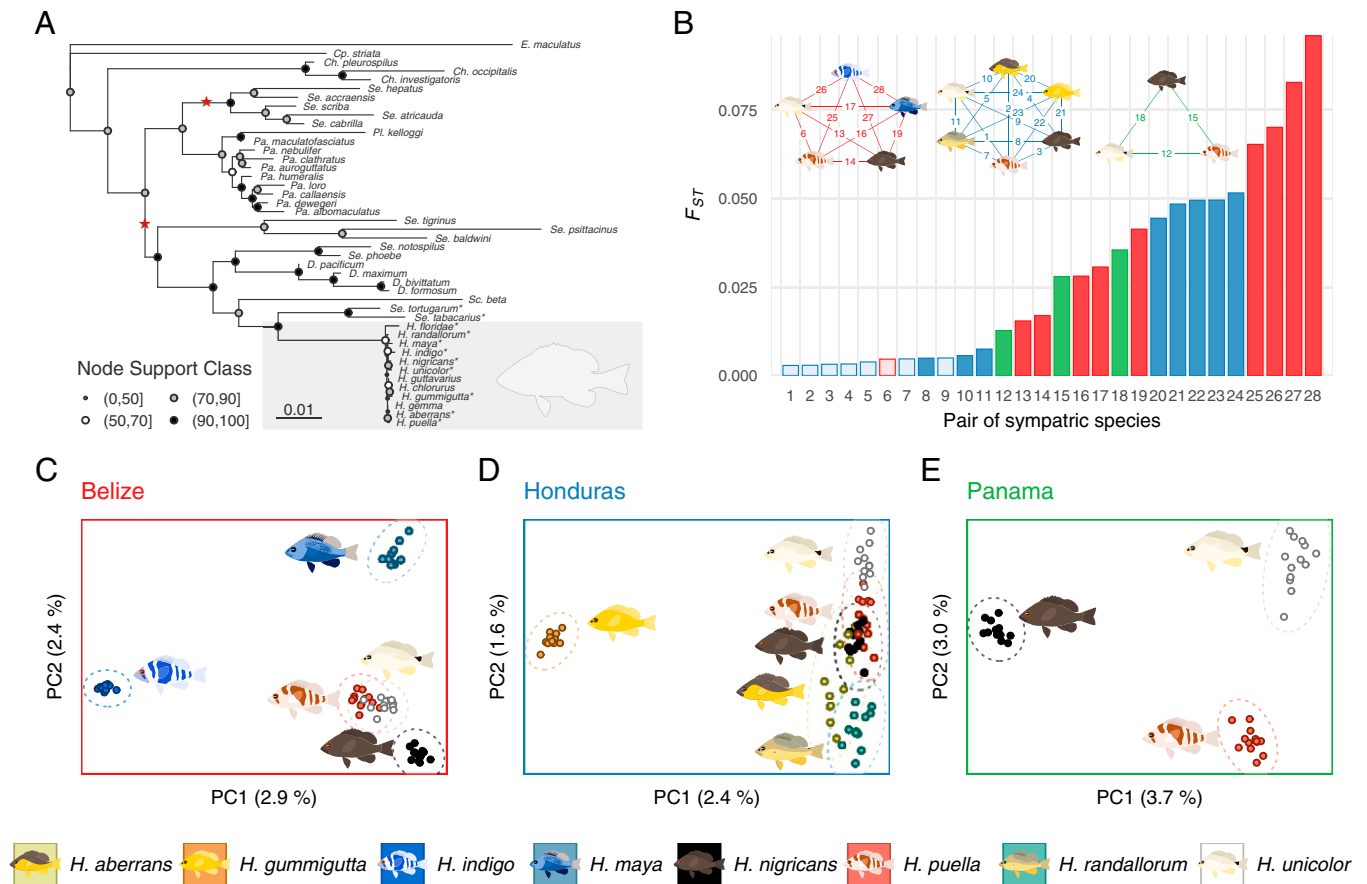 A
E. maculatus
Cp. striata
Ch. pleurospilus
Ch. occipitalis
Ch. investigatoris
Se. hepatus
Se. accraensis
Se. scriba
Se. atricauda
Se. cabrilla
Pl. kelloggi
Pa. maculatofasciatus
Pa. nebulifer
Pa. clathratus
Pa. auroguttatus
Pa. humeralis
Pa. loro
Pa. callaensis
Pa. dewegeri
Pa. albomaculatus
Se. tigrinus
Se. psittacinus
Se. baldwini
Se. notospilus
Se. phoebe
D. pacificum
D. maximum
D. bivittatum
D. formosum
Sc. beta
Se. tortugarum*
Se. tabacarius*
H. floridae*
H. randallorum*
H. maya*
H. indigo*
H. nigricans*
H. unicolor*
H. guttavarius
H. chlorurus
H. gummigutta*
H. gemma
H. aberrans*
H. puella*
Node Support Class
(0,50] (70,90]
(50,70] (90,100]
0.01
B
FST
0.075
0.050
0.025
0.000
26 28
17
25 27
6 13 16 19
14
10 20
5 24 4
2 23
11 9 22 21
1 8
7 3
18 15
12
1 2 3 4 5 6 7 8 9 10 11 12 13 14 15 16 17 18 19 20 21 22 23 24 25 26 27 28
Pair of sympatric species
C
Belize
PC2 (2.4 %)
PC1 (2.9 %)
D
Honduras
PC2 (1.6 %)
PC1 (2.4 %)
E
Panama
PC2 (3.0 %)
PC1 (3.7 %)
H. aberrans H. gummigutta H. indigo H. maya H. nigricans H. puella H. randallorum H. unicolor